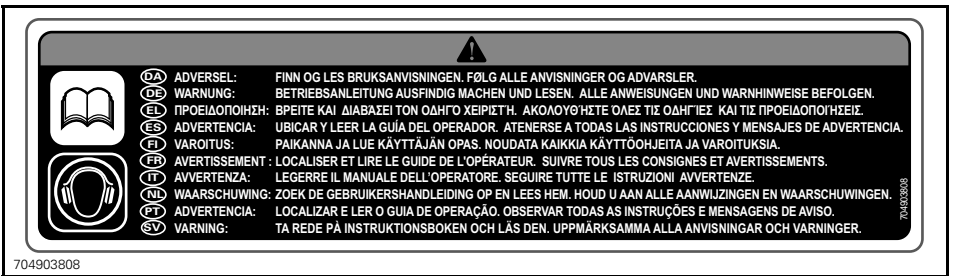 DA ADVERSEL: FINN OG LES BRUKSANVISNINGEN. FØLG ALLE ANVISNINGER OG ADVARSLER.
DE WARNUNG: BETRIEBSANLEITUNG AUSFINDIG MACHEN UND LESEN. ALLE ANWEISUNGEN UND WARNHINWEISE BEFOLGEN.
EL ΠΡΟΕΙΔΟΠΟΙΗΣΗ: ΒΡΕΙΤΕ ΚΑΙ ΔΙΑΒΆΣΕΙ ΤΟΝ ΟΔΗΓΌ ΧΕΙΡΙΣΤΉ. ΑΚΟΛΟΥΘΉΣΤΕ ΌΛΕΣ ΤΙΣ ΟΔΗΓΊΕΣ ΚΑΙ ΤΙΣ ΠΡΟΕΙΔΟΠΟΙΉΣΕΙΣ.
ES ADVERTENCIA: UBICAR Y LEER LA GUÍA DEL OPERADOR. ATENERSE A TODAS LAS INSTRUCCIONES Y MENSAJES DE ADVERTENCIA.
FI VAROITUS: PAIKANNA JA LUE KÄYTTÄJÄN OPAS. NOUDATA KAIKKIA KÄYTTÖOHJEITA JA VAROITUKSIA.
FR AVERTISSEMENT : LOCALISER ET LIRE LE GUIDE DE L'OPÉRATEUR. SUIVRE TOUS LES CONSIGNES ET AVERTISSEMENTS.
IT AVVERTENZA: LEGERRE IL MANUALE DELL'OPERATORE. SEGUIRE TUTTE LE ISTRUZIONI AVVERTENZE.
NL WAARSCHUWING: ZOEK DE GEBRUIKERSHANDLEIDING OP EN LEES HEM. HOUD U AAN ALLE AANWIJZINGEN EN WAARSCHUWINGEN.
PT ADVERTENCIA: LOCALIZAR E LER O GUIA DE OPERAÇÃO. OBSERVAR TODAS AS INSTRUÇÕES E MENSAGENS DE AVISO.
SV VARNING: TA REDE PÅ INSTRUKTIONSBOKEN OCH LÄS DEN. UPPMÄRKSAMMA ALLA ANVISNINGAR OCH VARNINGER.
704903808
704903808